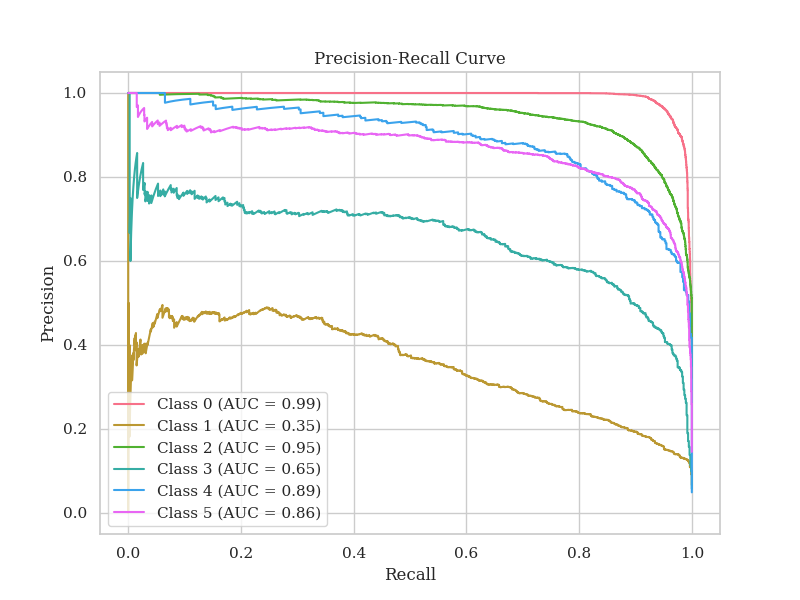 Precision-Recall Curve
Precision
1.0
0.8
0.6
0.4
0.2
0.0
Class 0 (AUC = 0.99)
Class 1 (AUC = 0.35)
Class 2 (AUC = 0.95)
Class 3 (AUC = 0.65)
Class 4 (AUC = 0.89)
Class 5 (AUC = 0.86)
0.0 0.2 0.4 0.6 0.8 1.0
Recall